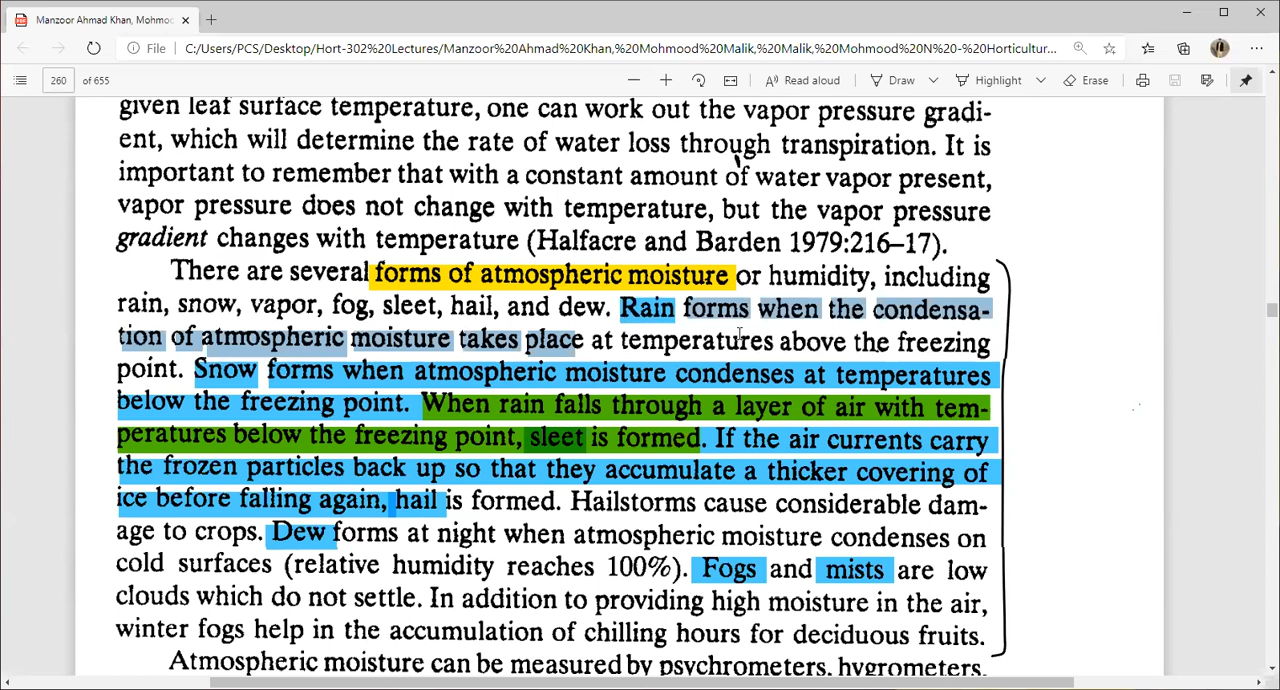 Manzoor Ahmad Khan, Mohmoo
File
C:/Users/PCS/Desktop/Hort-302%20Lectures/Manzoor%20Ahmad%20Khan,%20Mohmood%20Malik,%20Malik,%20Mohmood%20N%20-%20Horticultur...
260 of 655
Read aloud
Draw
Highlight
Erase
given leaf surface temperature, one can work out the vapor pressure gradi-
ent, which will determine the rate of water loss through transpiration. It is
important to remember that with a constant amount of water vapor present,
vapor pressure does not change with temperature, but the vapor pressure
gradient changes with temperature (Halfacre and Barden 1979:216–17).
There are several forms of atmospheric moisture or humidity, including
rain, snow, vapor, fog, sleet, hail, and dew. Rain forms when the condensa-
tion of atmospheric moisture takes place at temperatures above the freezing
point. Snow forms when atmospheric moisture condenses at temperatures
below the freezing point. When rain falls through a layer of air with tem-
peratures below the freezing point, sleet is formed. If the air currents carry
the frozen particles back up so that they accumulate a thicker covering of
ice before falling again, hail is formed. Hailstorms cause considerable dam-
age to crops. Dew forms at night when atmospheric moisture condenses on
cold surfaces (relative humidity reaches 100%). Fogs and mists are low
clouds which do not settle. In addition to providing high moisture in the air,
winter fogs help in the accumulation of chilling hours for deciduous fruits.
Atmospheric moisture can be measured by psychrometers, hygrometers,